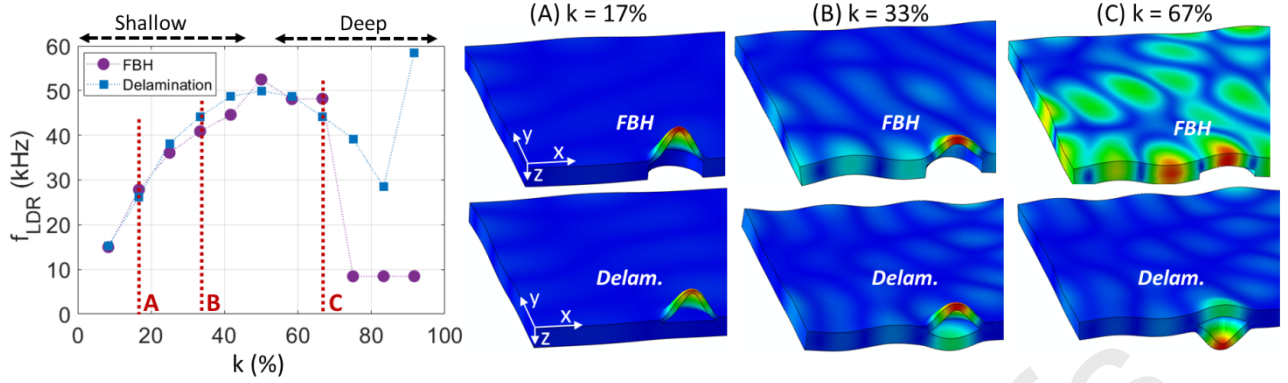 Shallow Deep
FBH
Delamination
60
50
40
30
20
10
0
0 20 40 60 80 100
f_LDR (kHz)
k (%)
A B C
(A) k = 17% (B) k = 33% (C) k = 67%
FBH FBH FBH
y
x
z
Delam. Delam. Delam.
y
x
z